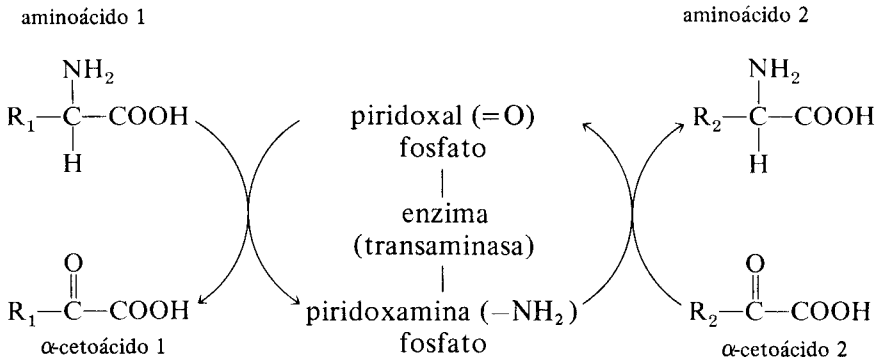 aminoácido 1
NH₂
R₁—C—COOH
H
O
R₁—C—COOH
α-cetoácido 1
piridoxal (=O)
fosfato
enzima
(transaminasa)
piridoxamina (—NH₂)
fosfato
aminoácido 2
NH₂
R₂—C—COOH
H
O
R₂—C—COOH
α-cetoácido 2